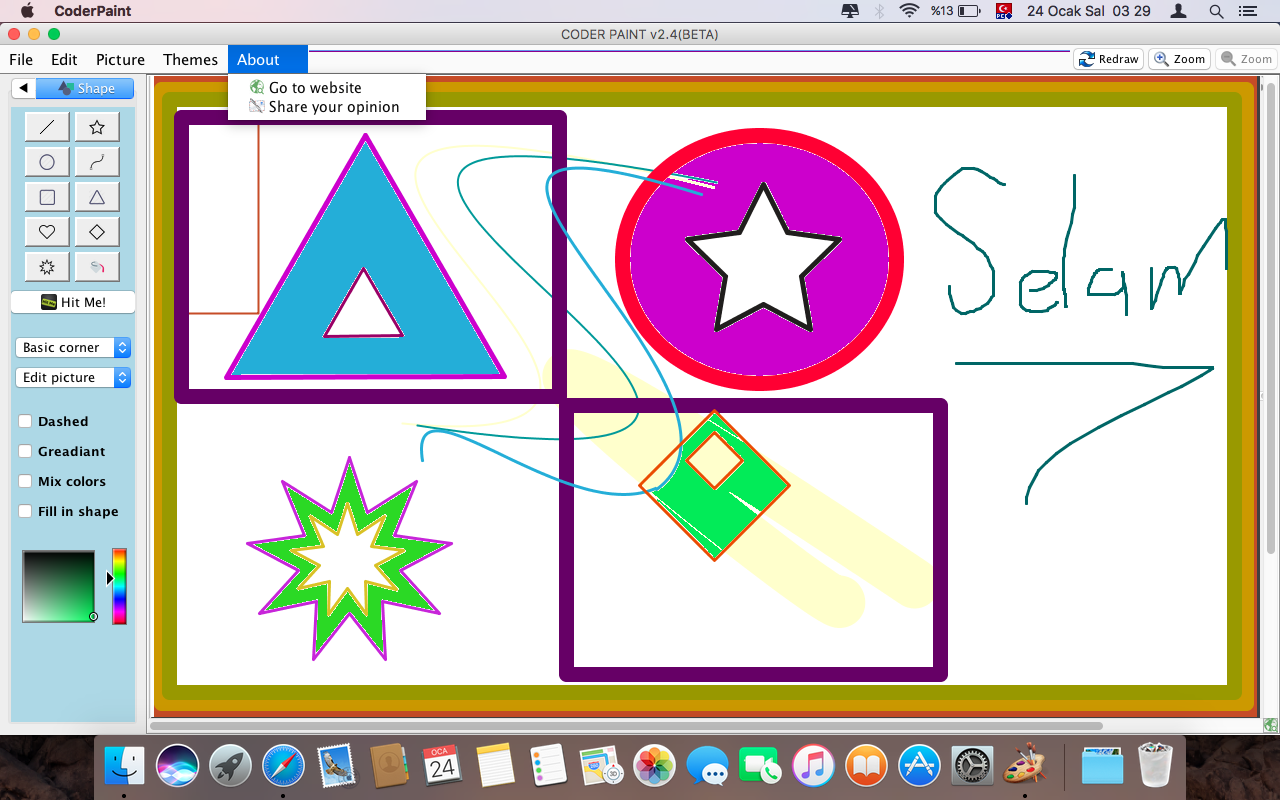 CoderPaint %13 24 Ocak Sal 03 29
CODER PAINT v2.4(BETA)
File Edit Picture Themes About Redraw Zoom Zoom
Go to website
Share your opinion
Shape
Selam
Hit Me!
Basic corner
Edit picture
Dashed
Greadiant
Mix colors
Fill in shape
OCA
24
3D